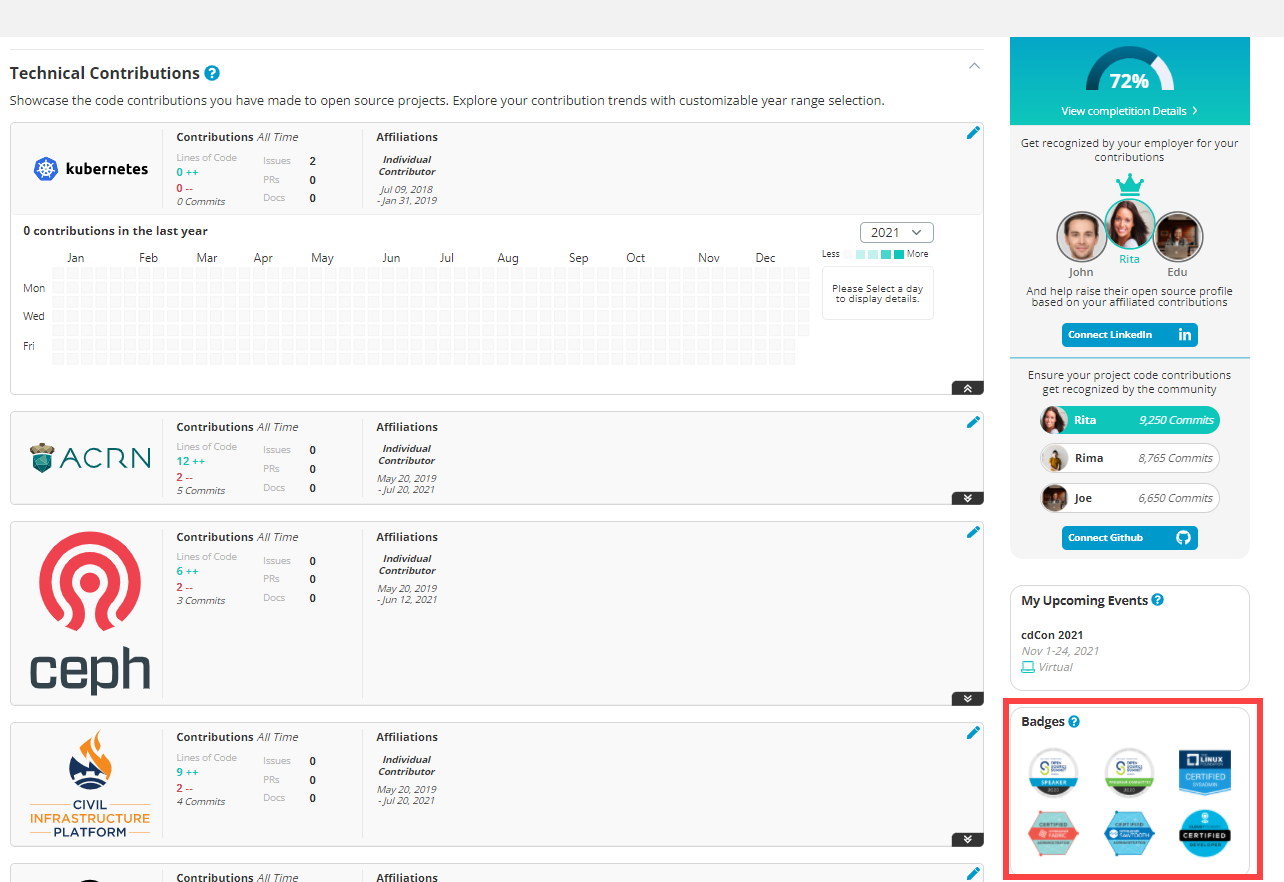 Technical Contributions ?
Showcase the code contributions you have made to open source projects. Explore your contribution trends with customizable year range selection.
kubernetes
Contributions All Time
Lines of Code
0 ++
0 --
0 Commits
Issues 2
PRs 0
Docs 0
Affiliations
Individual
Contributor
Jul 09, 2018
- Jan 31, 2019
0 contributions in the last year
2021
Jan Feb Mar Apr May Jun Jul Aug Sep Oct Nov Dec
Less More
Mon
Wed
Fri
Please Select a day
to display details.
ACRN
Contributions All Time
Lines of Code
12 ++
2 --
5 Commits
Issues 0
PRs 0
Docs 0
Affiliations
Individual
Contributor
May 20, 2019
- Jul 20, 2021
ceph
Contributions All Time
Lines of Code
6 ++
2 --
3 Commits
Issues 0
PRs 0
Docs 0
Affiliations
Individual
Contributor
May 20, 2019
- Jun 12, 2021
CIVIL
INFRASTRUCTURE
PLATFORM
Contributions All Time
Lines of Code
9 ++
2 --
4 Commits
Issues 0
PRs 0
Docs 0
Affiliations
Individual
Contributor
May 20, 2019
- Jul 20, 2021
Contributions All Time
Affiliations
72%
View completition Details
Get recognized by your employer for your
contributions
John
Rita
Edu
And help raise their open source profile
based on your affiliated contributions
Connect LinkedIn in
Ensure your project code contributions
get recognized by the community
Rita 9,250 Commits
Rima 8,765 Commits
Joe 6,650 Commits
Connect Github
My Upcoming Events ?
cdCon 2021
Nov 1-24, 2021
Virtual
Badges ?
SPEAKER
LINUX
CERTIFIED
SYSADMIN
CERTIFIED
FABRIC
CERTIFIED
SAWTOOTH
CERTIFIED
DEVELOPER